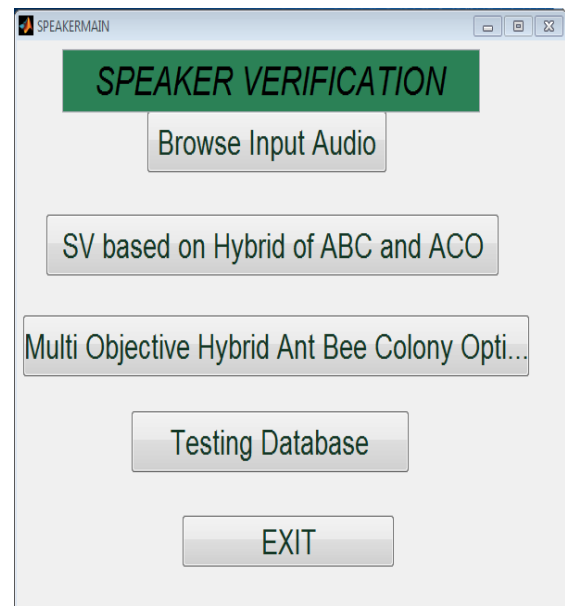 SPEAKERMAIN
SPEAKER VERIFICATION
Browse Input Audio
SV based on Hybrid of ABC and ACO
Multi Objective Hybrid Ant Bee Colony Opti...
Testing Database
EXIT